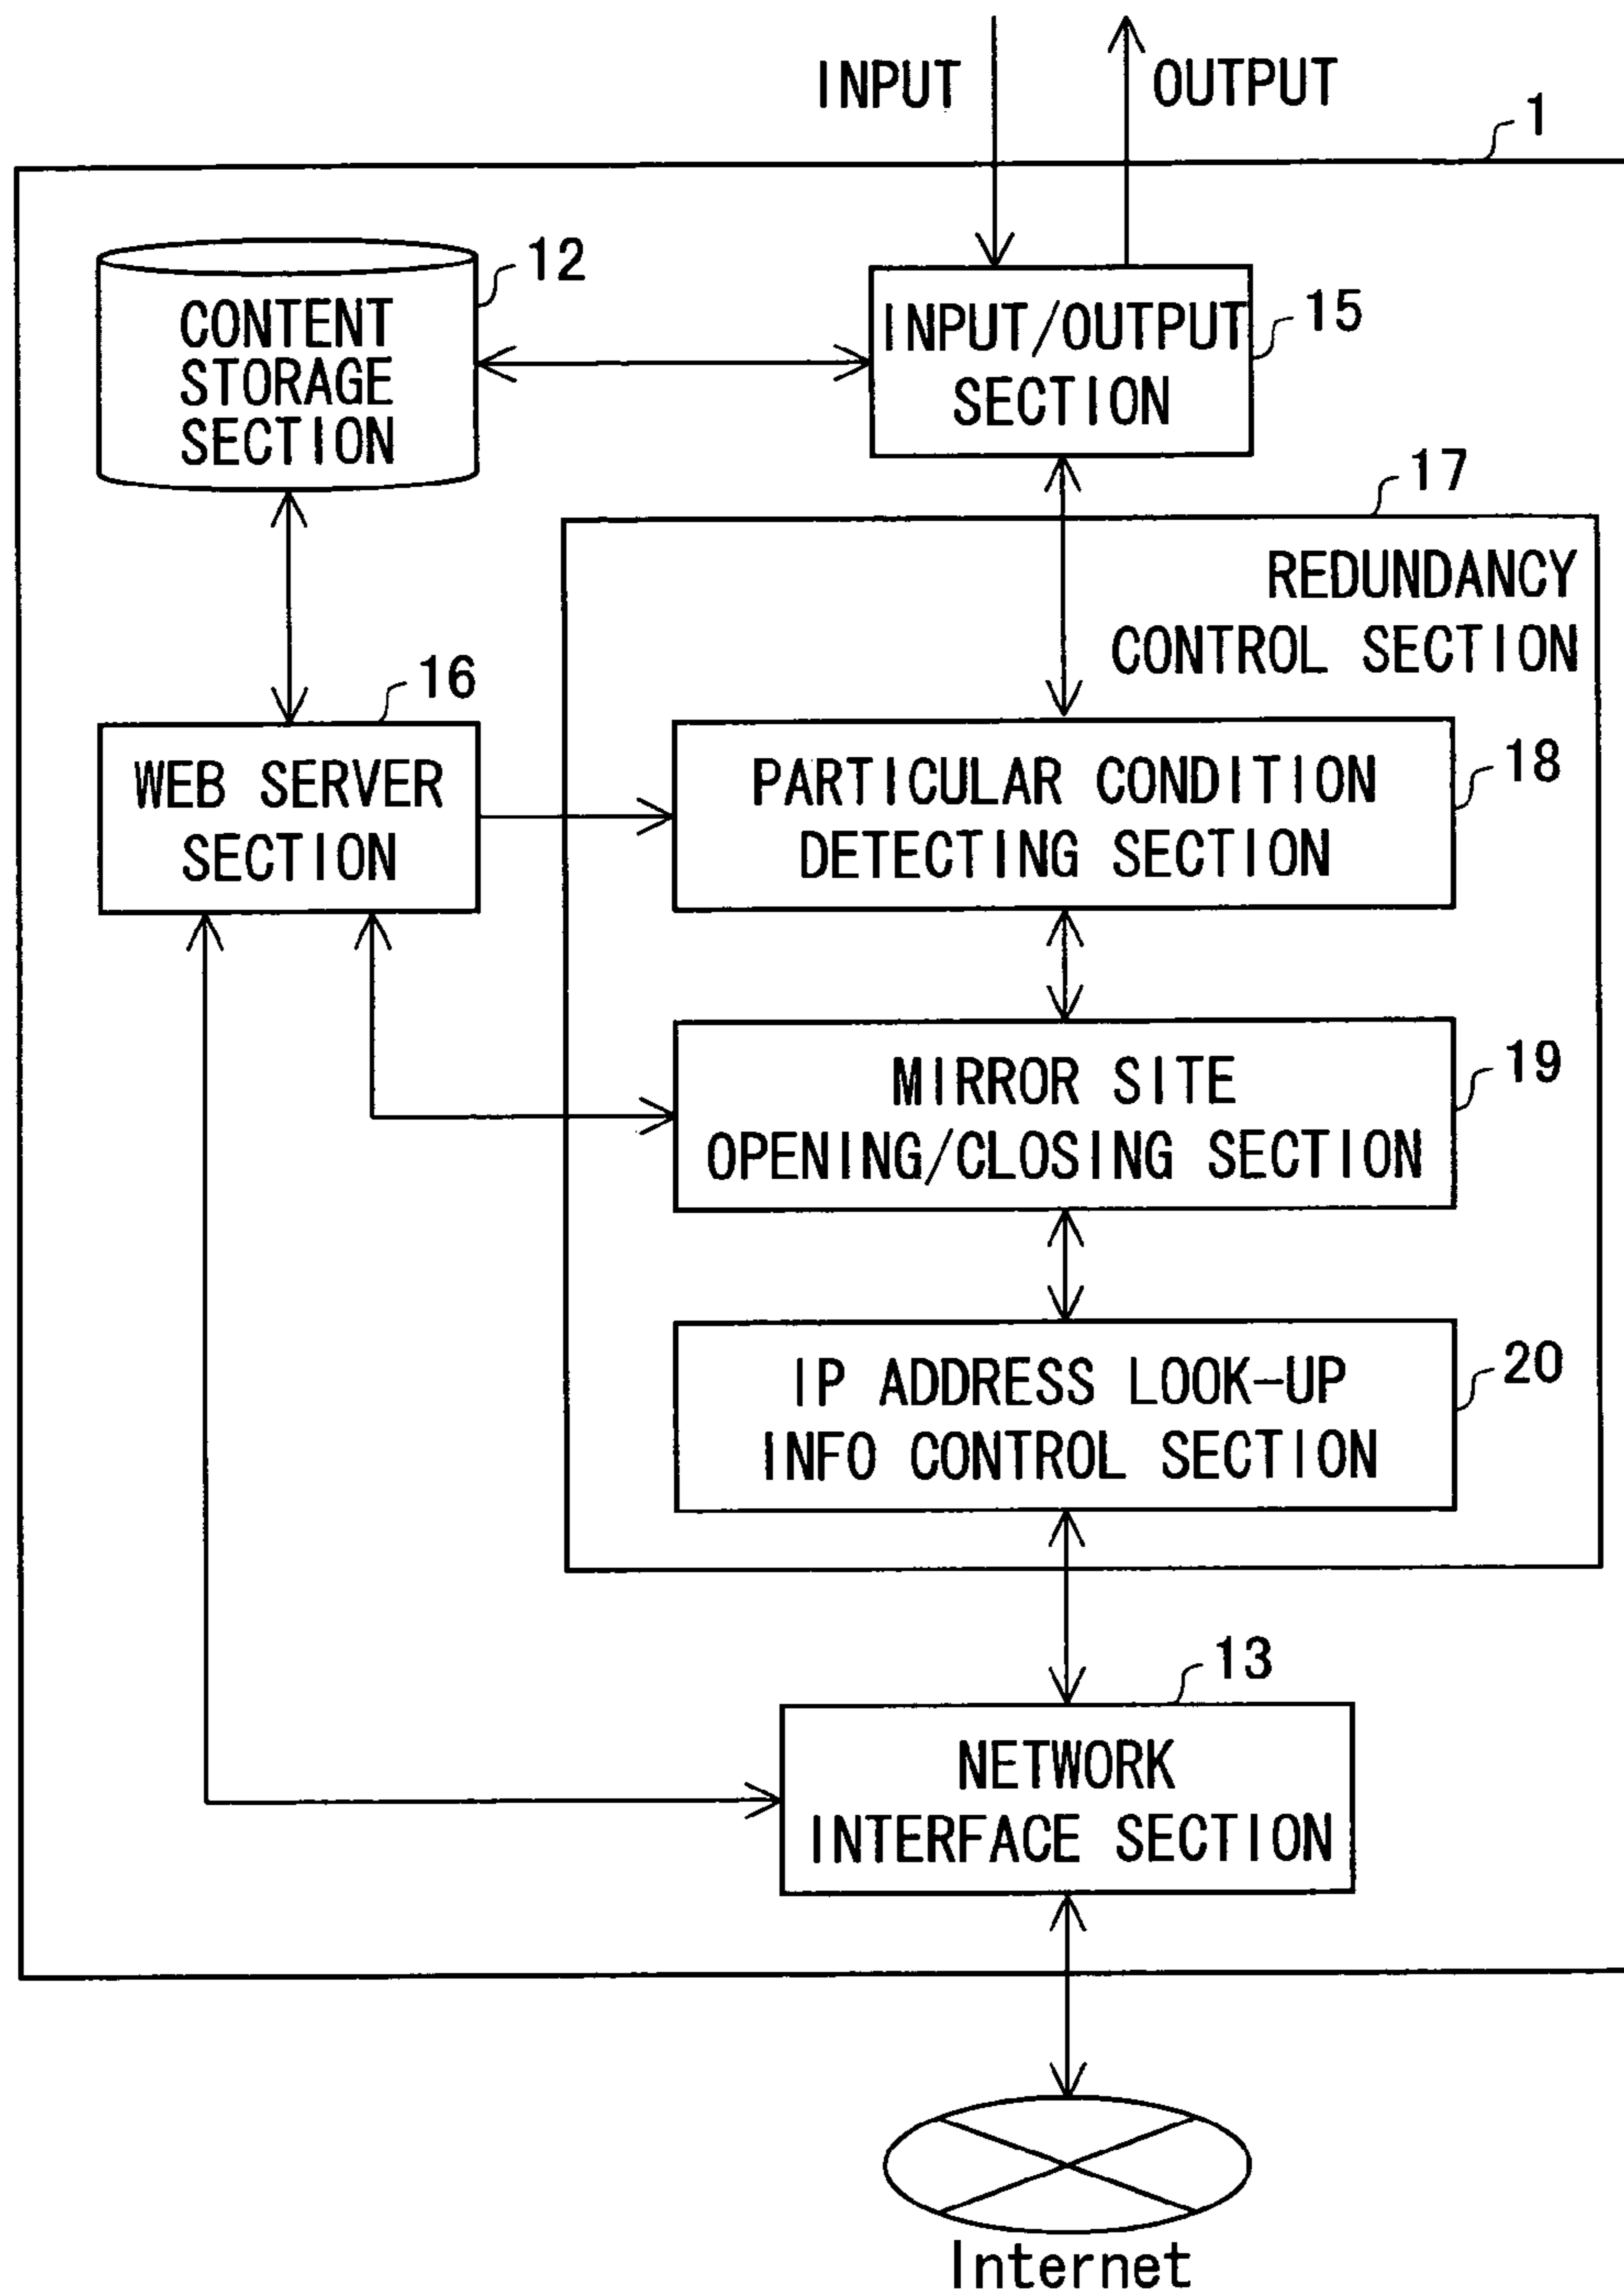 INPUT
OUTPUT
1
12
CONTENT
STORAGE
SECTION
INPUT/OUTPUT
SECTION
15
17
REDUNDANCY
CONTROL SECTION
16
WEB SERVER
SECTION
PARTICULAR CONDITION
DETECTING SECTION
18
MIRROR SITE
OPENING/CLOSING SECTION
19
IP ADDRESS LOOK-UP
INFO CONTROL SECTION
20
13
NETWORK
INTERFACE SECTION
Internet